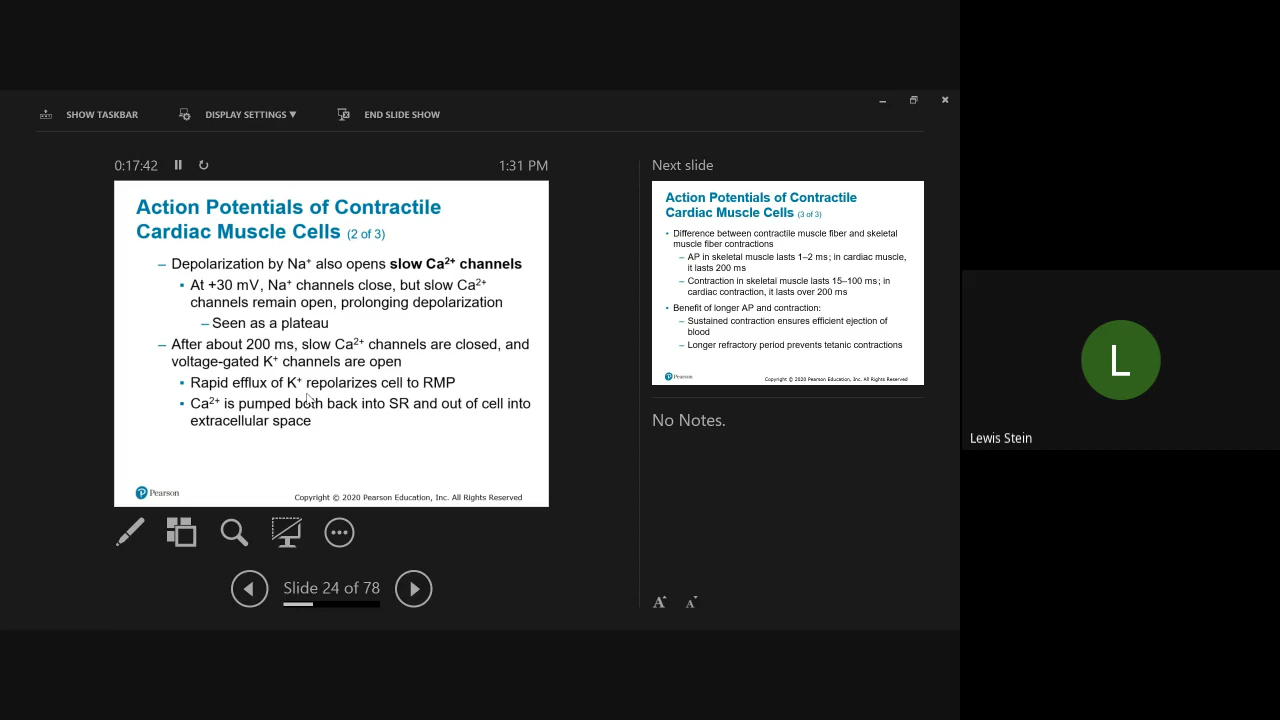 SHOW TASKBAR DISPLAY SETTINGS ▼ END SLIDE SHOW
0:17:42 1:31 PM
Action Potentials of Contractile
Cardiac Muscle Cells (2 of 3)
– Depolarization by Na⁺ also opens slow Ca²⁺ channels
▪ At +30 mV, Na⁺ channels close, but slow Ca²⁺
channels remain open, prolonging depolarization
– Seen as a plateau
– After about 200 ms, slow Ca²⁺ channels are closed, and
voltage-gated K⁺ channels are open
▪ Rapid efflux of K⁺ repolarizes cell to RMP
▪ Ca²⁺ is pumped both back into SR and out of cell into
extracellular space
P Pearson
Copyright © 2020 Pearson Education, Inc. All Rights Reserved
Slide 24 of 78
Next slide
Action Potentials of Contractile
Cardiac Muscle Cells (3 of 3)
• Difference between contractile muscle fiber and skeletal
muscle fiber contractions
– AP in skeletal muscle lasts 1–2 ms; in cardiac muscle,
it lasts 200 ms
– Contraction in skeletal muscle lasts 15–100 ms; in
cardiac contraction, it lasts over 200 ms
• Benefit of longer AP and contraction:
– Sustained contraction ensures efficient ejection of
blood
– Longer refractory period prevents tetanic contractions
P Pearson
Copyright © 2020 Pearson Education, Inc. All Rights Reserved
No Notes.
A A
L
Lewis Stein